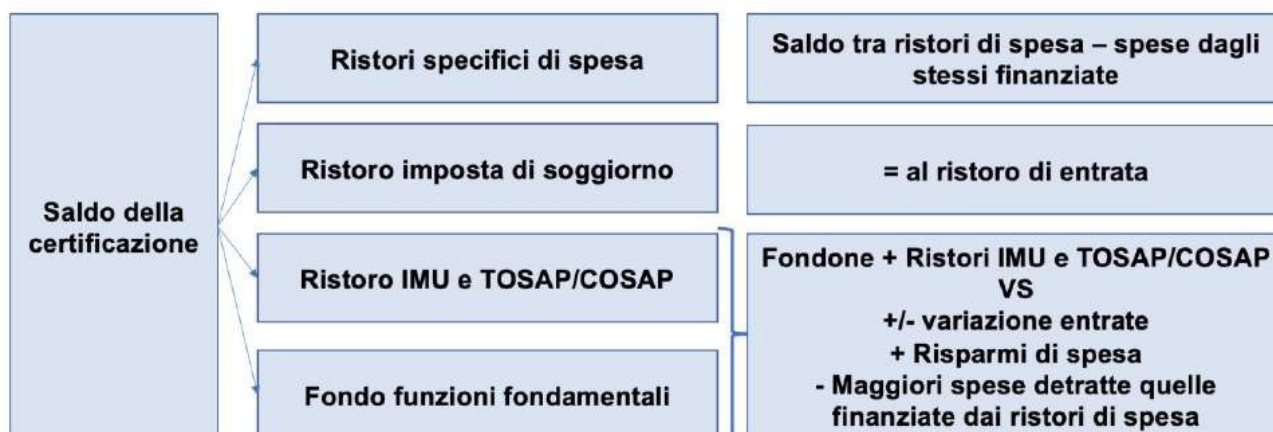 Saldo della
certificazione
Ristori specifici di spesa
Saldo tra ristori di spesa – spese dagli
stessi finanziate
Ristoro imposta di soggiorno
= al ristoro di entrata
Ristoro IMU e TOSAP/COSAP
Fondo funzioni fondamentali
Fondone + Ristori IMU e TOSAP/COSAP
VS
+/- variazione entrate
+ Risparmi di spesa
- Maggiori spese detratte quelle
finanziate dai ristori di spesa